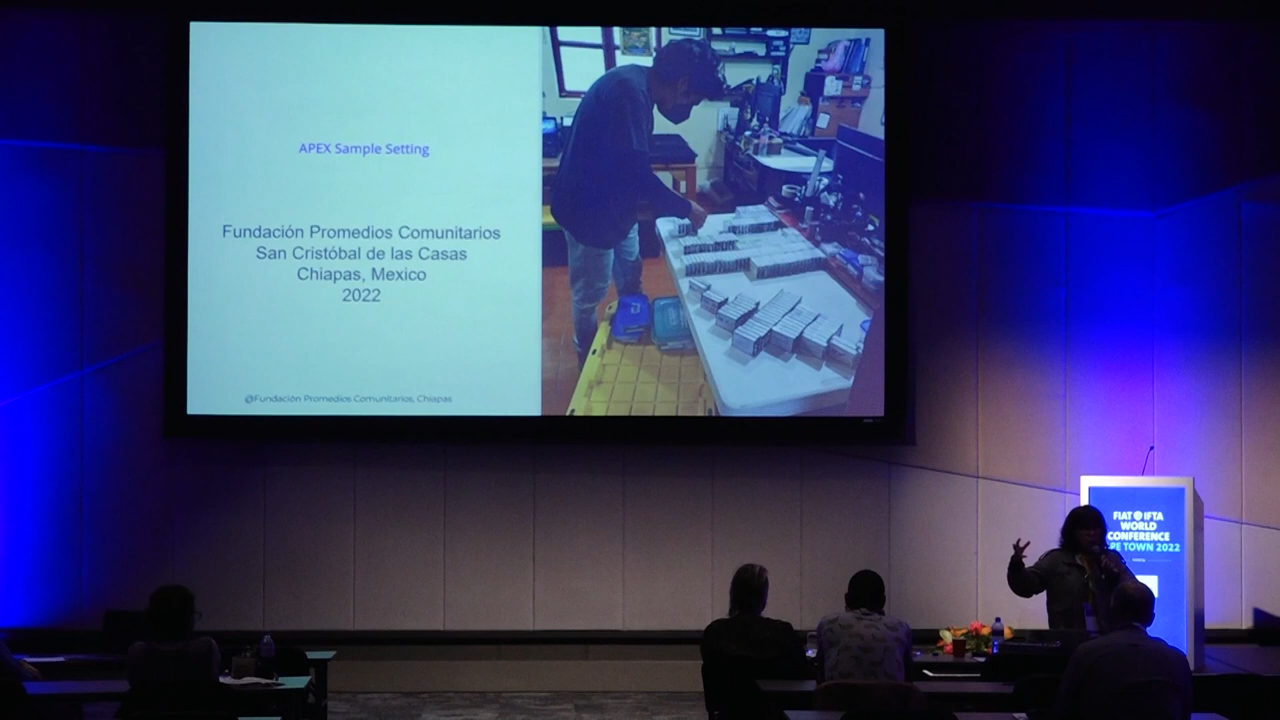 APEX Sample Setting
Fundación Promedios Comunitarios
San Cristóbal de las Casas
Chiapas, Mexico
2022
@Fundación Promedios Comunitarios, Chiapas
FIAT IFTA
WORLD
CONFERENCE
TOWN 2022